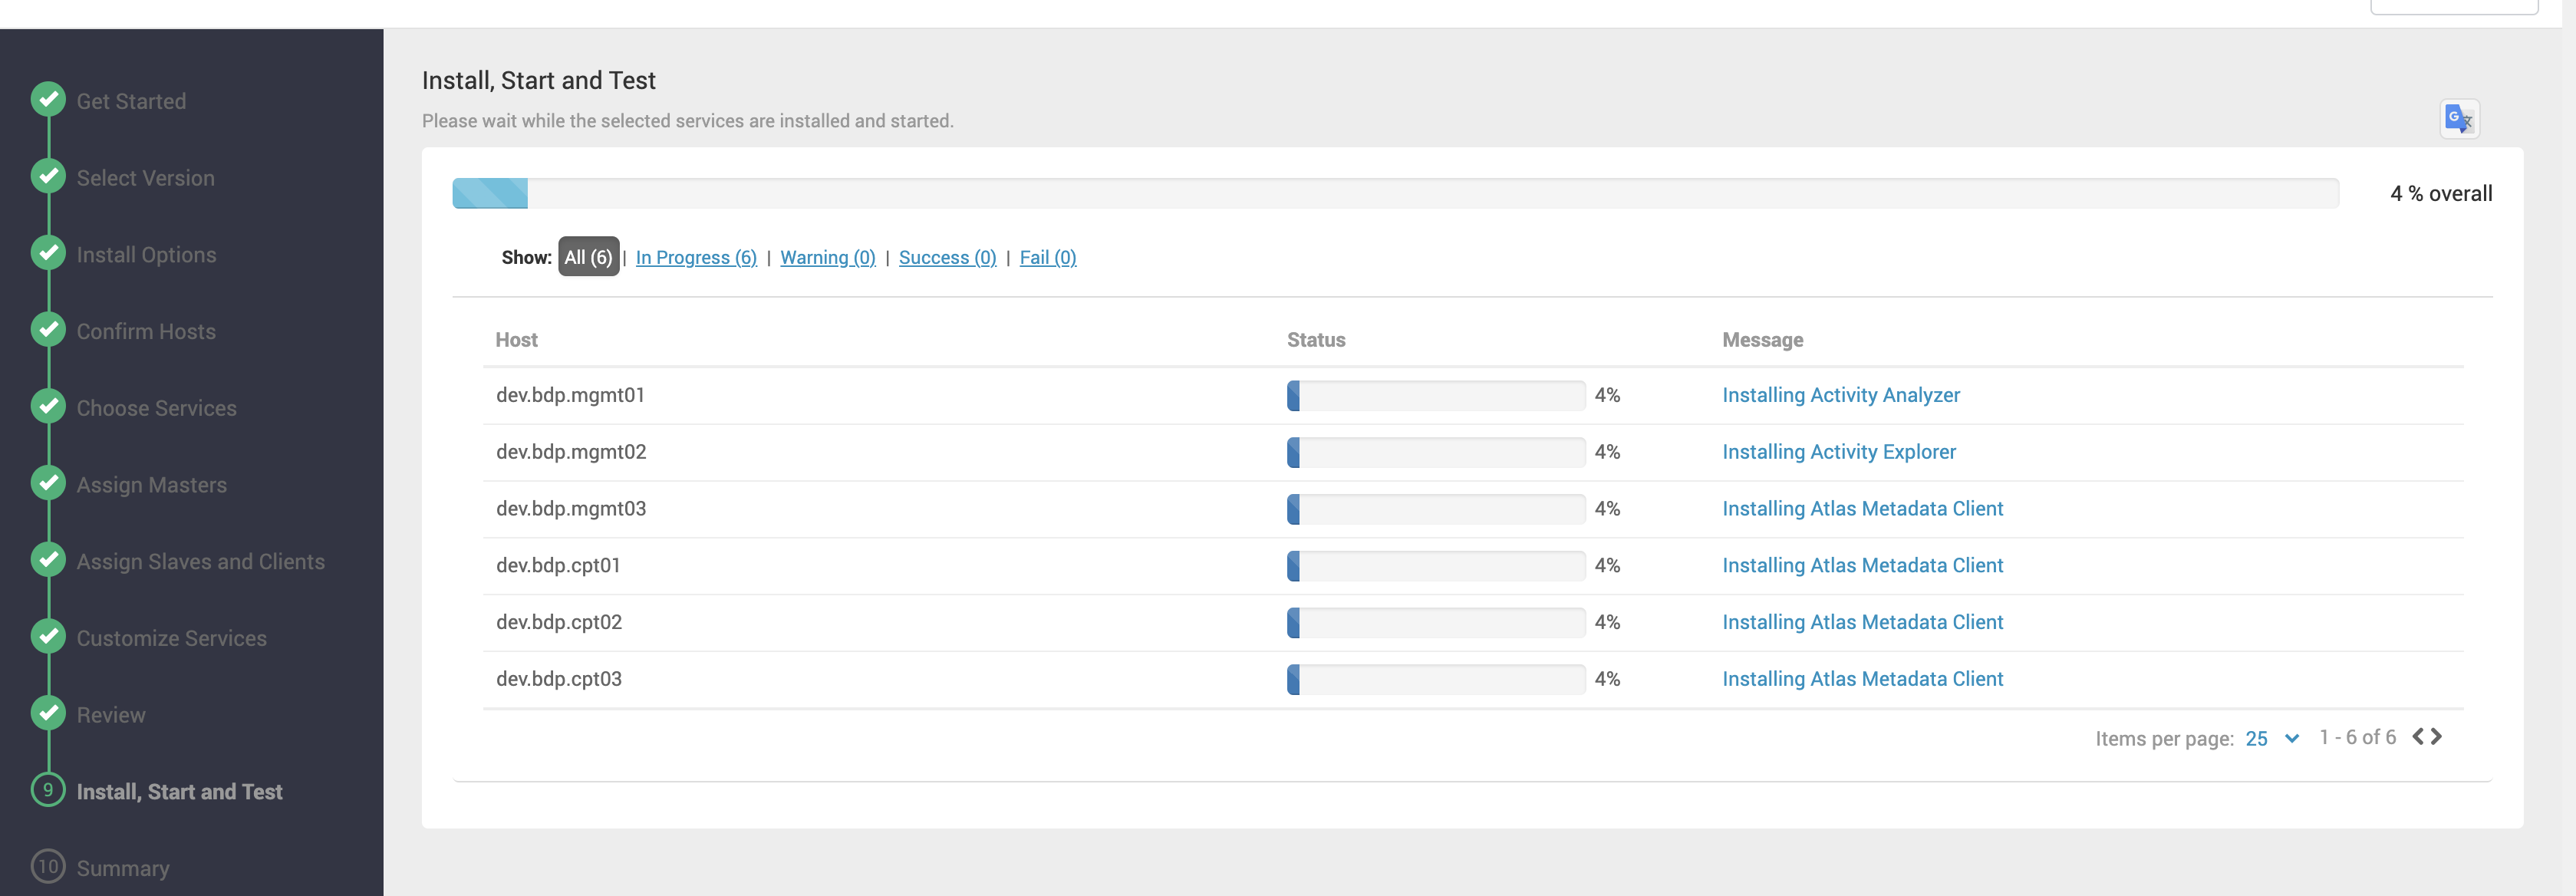 Get Started
Select Version
Install Options
Confirm Hosts
Choose Services
Assign Masters
Assign Slaves and Clients
Customize Services
Review
9 Install, Start and Test
10 Summary
Install, Start and Test
Please wait while the selected services are installed and started.
G 文
4 % overall
Show: All (6) | In Progress (6) | Warning (0) | Success (0) | Fail (0)
Host Status Message
dev.bdp.mgmt01 4% Installing Activity Analyzer
dev.bdp.mgmt02 4% Installing Activity Explorer
dev.bdp.mgmt03 4% Installing Atlas Metadata Client
dev.bdp.cpt01 4% Installing Atlas Metadata Client
dev.bdp.cpt02 4% Installing Atlas Metadata Client
dev.bdp.cpt03 4% Installing Atlas Metadata Client
Items per page: 25 1 - 6 of 6